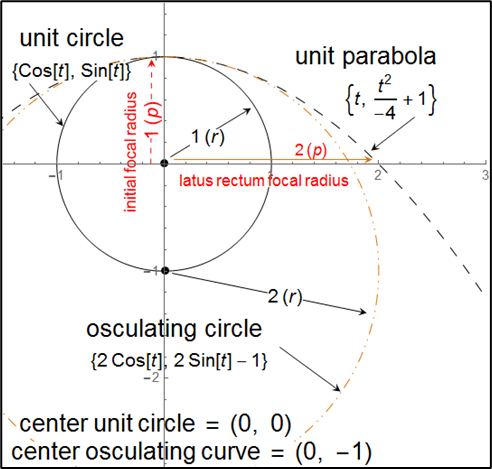 unit circle
{Cos[t], Sin[t]}
unit parabola
{t, t²/-4 + 1}
1
initial focal radius
1 (p)
1 (r)
2 (p)
latus rectum focal radius
-1
1
2
3
-1
2 (r)
osculating circle
{2 Cos[t], 2 Sin[t] - 1}
-2
center unit circle = (0, 0)
center osculating curve = (0, -1)